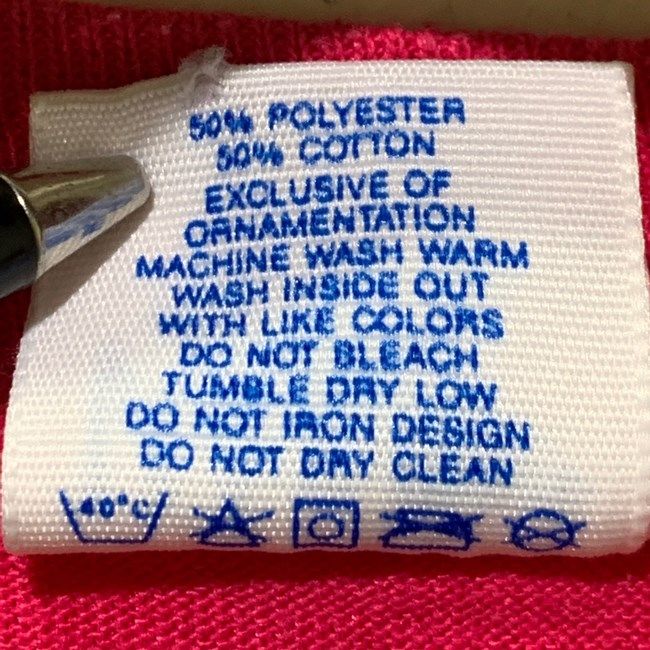 50% POLYESTER
50% COTTON
EXCLUSIVE OF
ORNAMENTATION
MACHINE WASH WARM
WASH INSIDE OUT
WITH LIKE COLORS
DO NOT BLEACH
TUMBLE DRY LOW
DO NOT IRON DESIGN
DO NOT DRY CLEAN
40°C